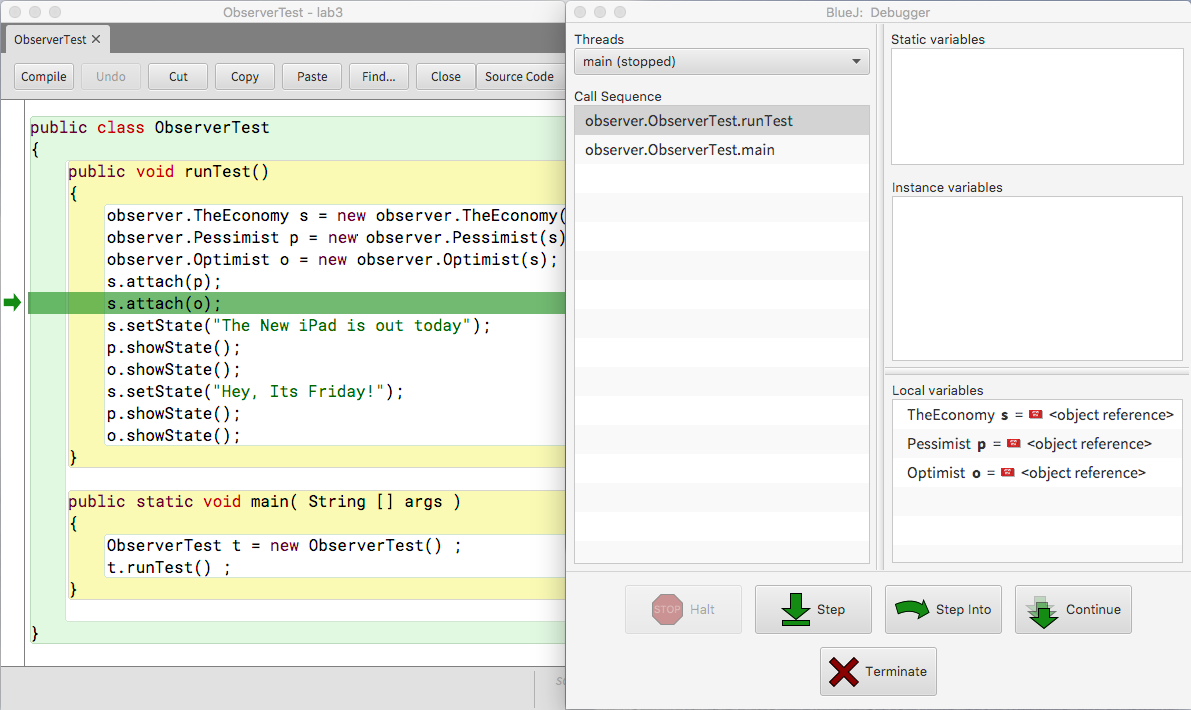 ObserverTest - lab3
ObserverTest ✕
Compile Undo Cut Copy Paste Find... Close Source Code
public class ObserverTest
{
public void runTest()
{
observer.TheEconomy s = new observer.TheEconomy(
observer.Pessimist p = new observer.Pessimist(s)
observer.Optimist o = new observer.Optimist(s);
s.attach(p);
s.attach(o);
s.setState("The New iPad is out today");
p.showState();
o.showState();
s.setState("Hey, Its Friday!");
p.showState();
o.showState();
}
public static void main( String [] args )
{
ObserverTest t = new ObserverTest() ;
t.runTest() ;
}
}
BlueJ: Debugger
Threads
main (stopped)
Call Sequence
observer.ObserverTest.runTest
observer.ObserverTest.main
Static variables
Instance variables
Local variables
TheEconomy s = <object reference>
Pessimist p = <object reference>
Optimist o = <object reference>
STOP Halt Step Step Into Continue
Terminate